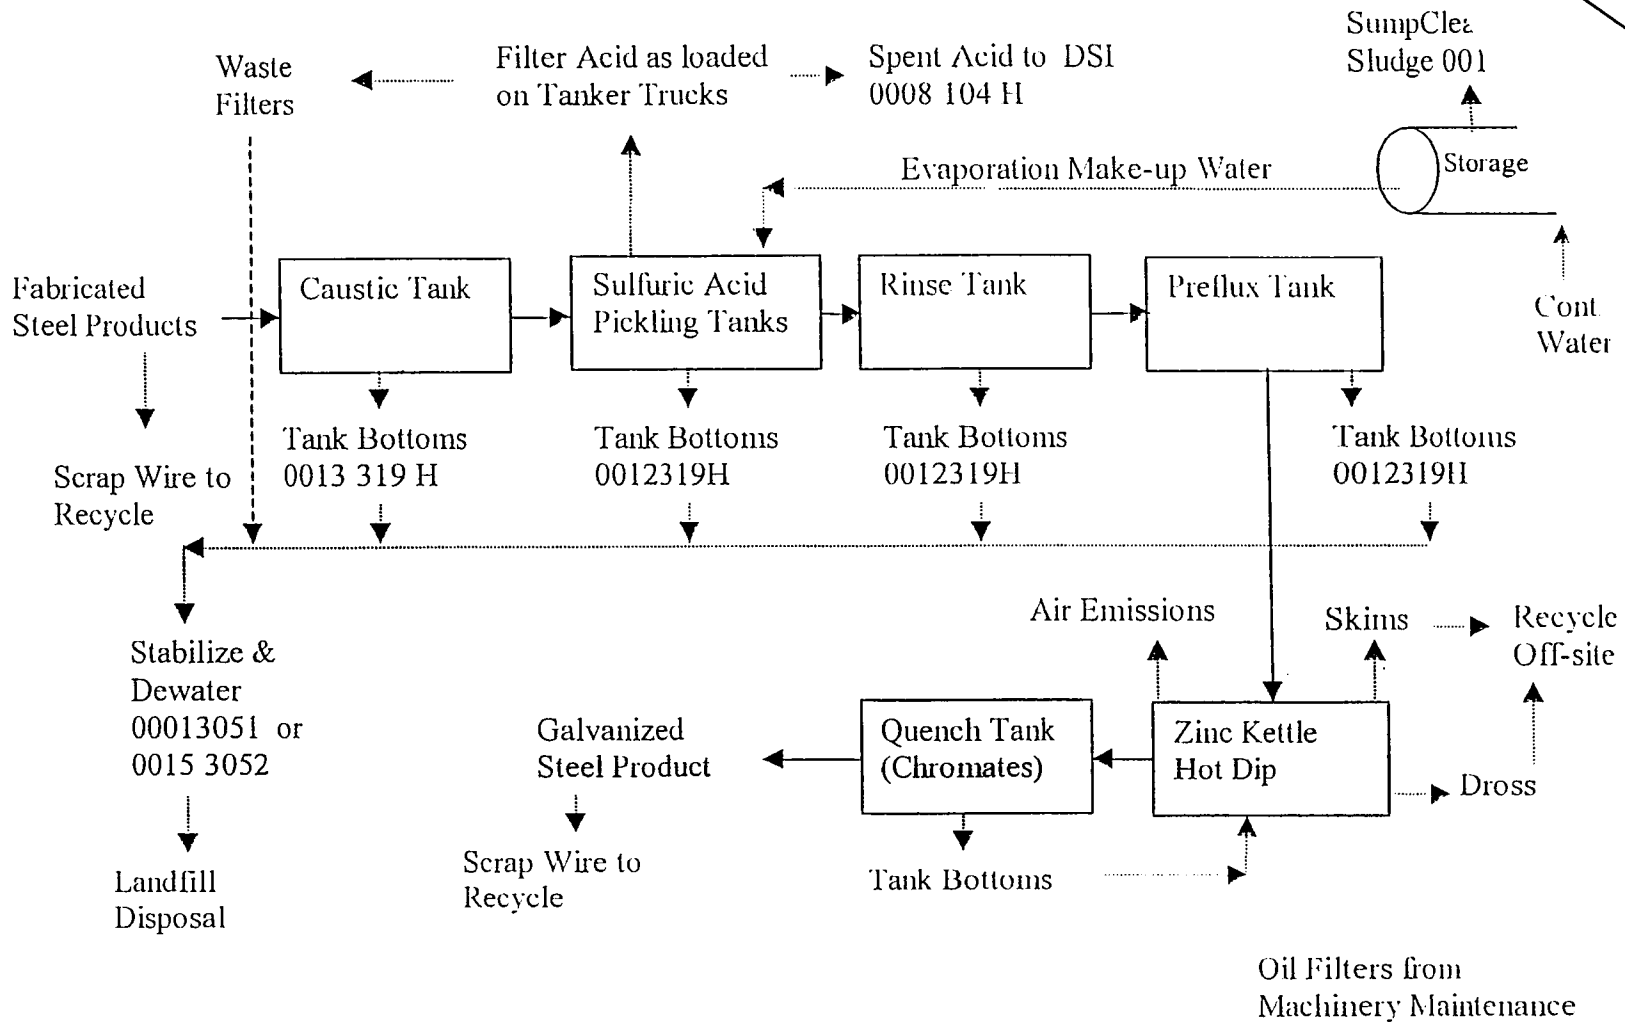 SumpClea
Sludge 001
Waste
Filters
Filter Acid as loaded
on Tanker Trucks
Spent Acid to DSI
0008 104 H
Storage
Evaporation Make-up Water
Fabricated
Steel Products
Caustic Tank
Sulfuric Acid
Pickling Tanks
Rinse Tank
Preflux Tank
Cont.
Water
Tank Bottoms
0013 319 H
Tank Bottoms
0012319H
Tank Bottoms
0012319H
Tank Bottoms
0012319H
Scrap Wire to
Recycle
Air Emissions
Skims
Recycle
Off-site
Stabilize &
Dewater
00013051 or
0015 3052
Galvanized
Steel Product
Quench Tank
(Chromates)
Zinc Kettle
Hot Dip
Dross
Scrap Wire to
Recycle
Tank Bottoms
Landfill
Disposal
Oil Filters from
Machinery Maintenance